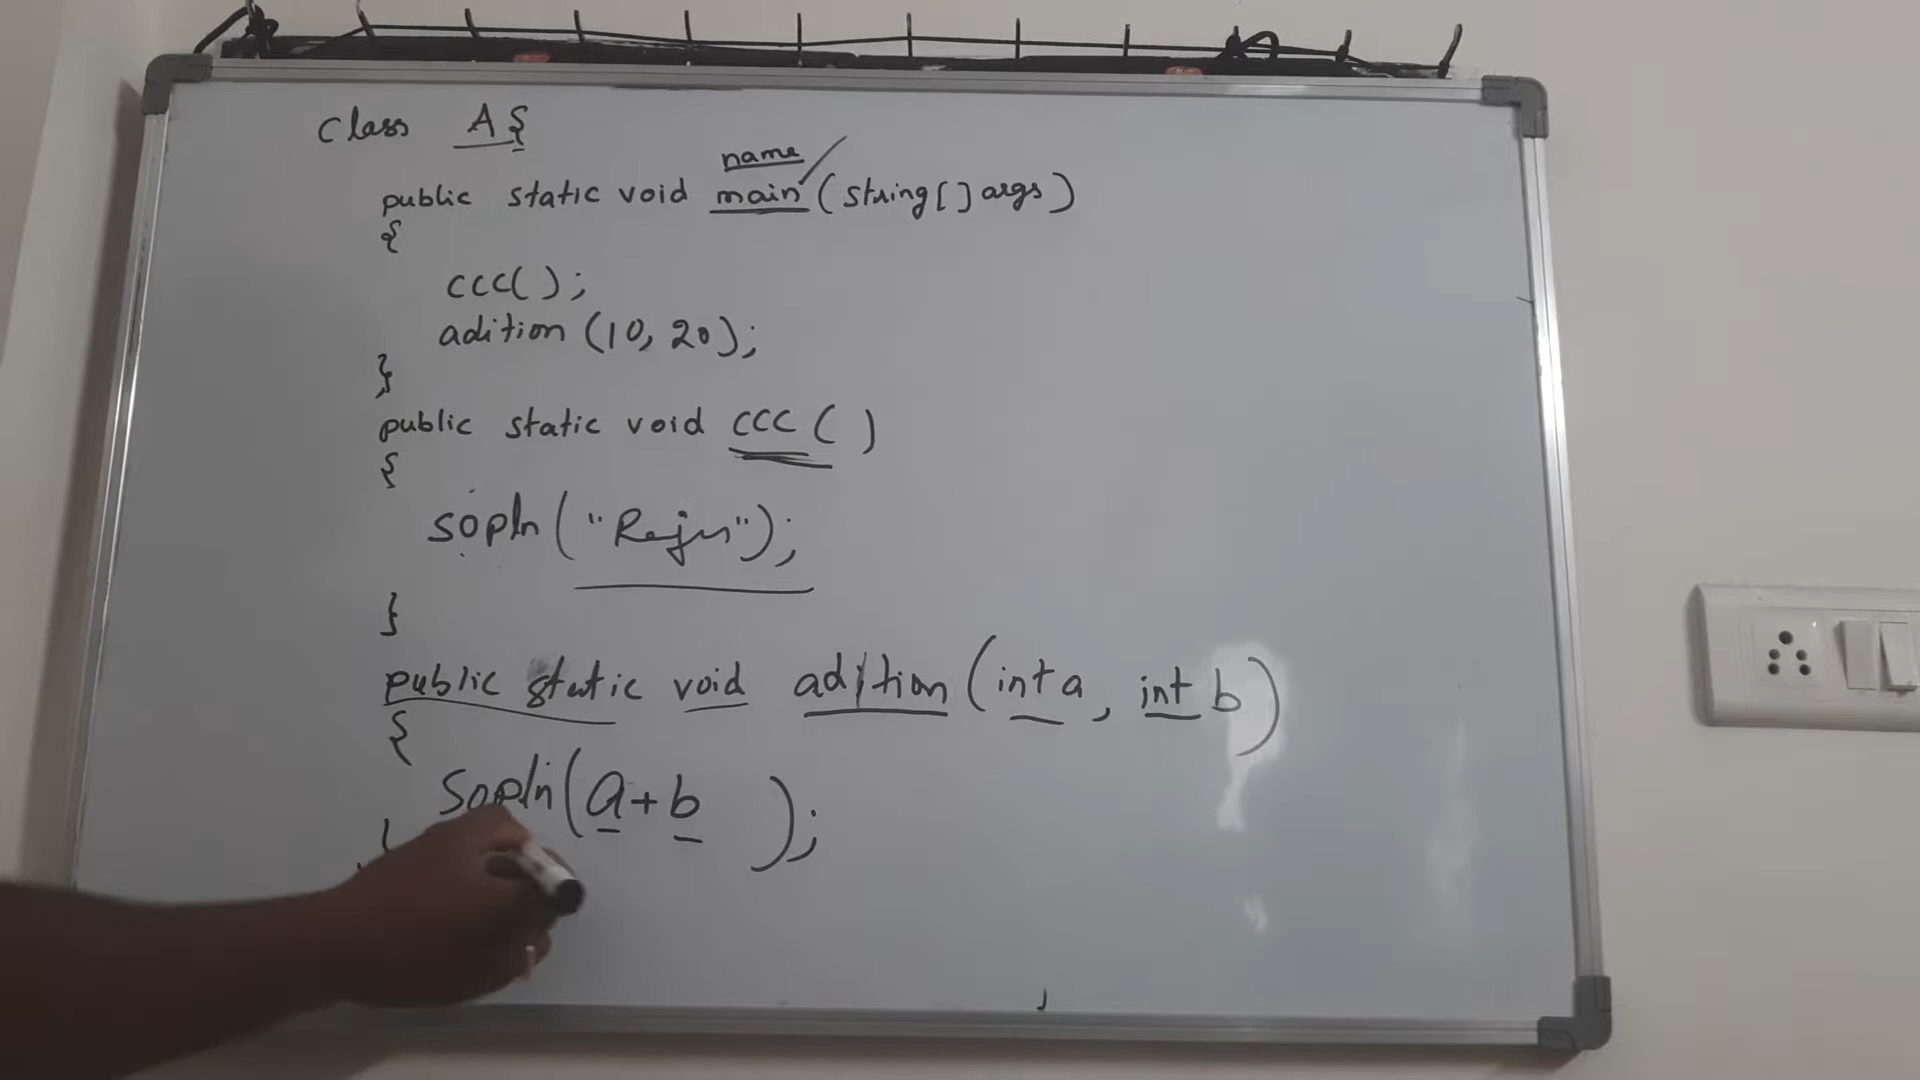 class A{
name
public static void main (string[] args)
{
ccc();
adition (10, 20);
}
public static void ccc ( )
{
sopln ( "Raju");
}
public static void adition (int a, int b)
{
sopln (a+b );
}